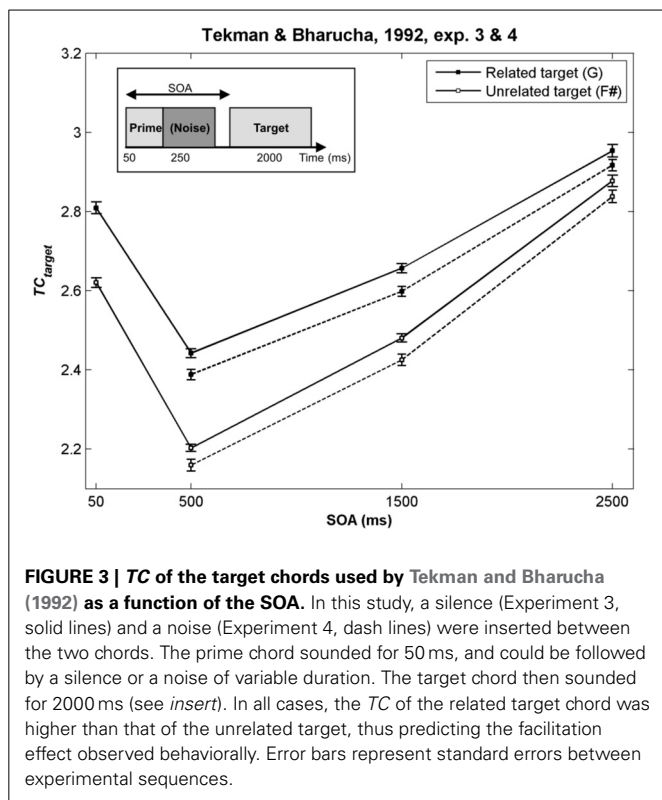 Tekman & Bharucha, 1992, exp. 3 & 4
3.2
3
2.8
2.6
2.4
2.2
TC_target
SOA
Prime
(Noise)
Target
50
250
2000
Time (ms)
Related target (G)
Unrelated target (F#)
50
500
1500
2500
SOA (ms)
FIGURE 3 | TC of the target chords used by Tekman and Bharucha
(1992) as a function of the SOA. In this study, a silence (Experiment 3,
solid lines) and a noise (Experiment 4, dash lines) were inserted between
the two chords. The prime chord sounded for 50 ms, and could be followed
by a silence or a noise of variable duration. The target chord then sounded
for 2000 ms (see insert). In all cases, the TC of the related target chord was
higher than that of the unrelated target, thus predicting the facilitation
effect observed behaviorally. Error bars represent standard errors between
experimental sequences.